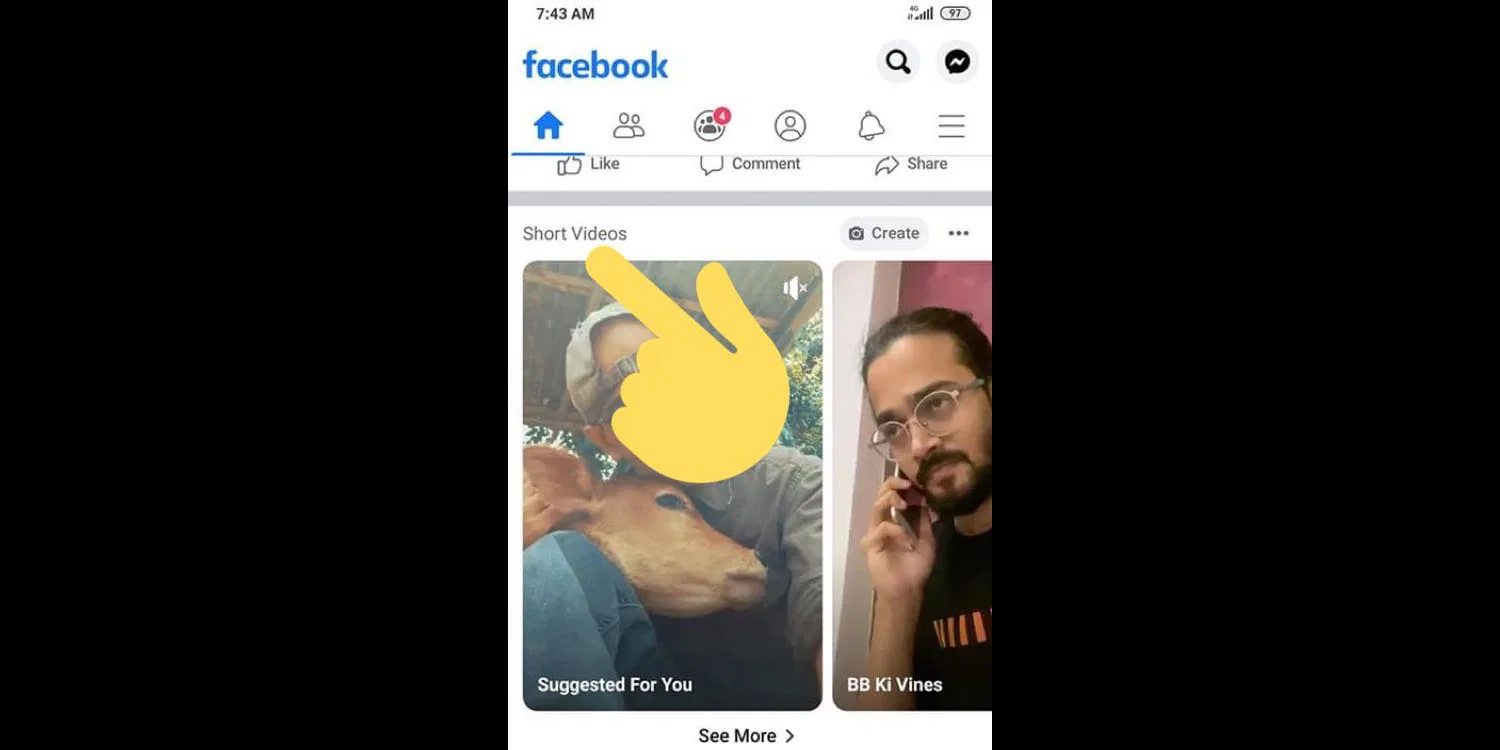 7:43 AM
4G
97
facebook
4
Like Comment Share
Short Videos
Create
Suggested For You
BB Ki Vines
See More